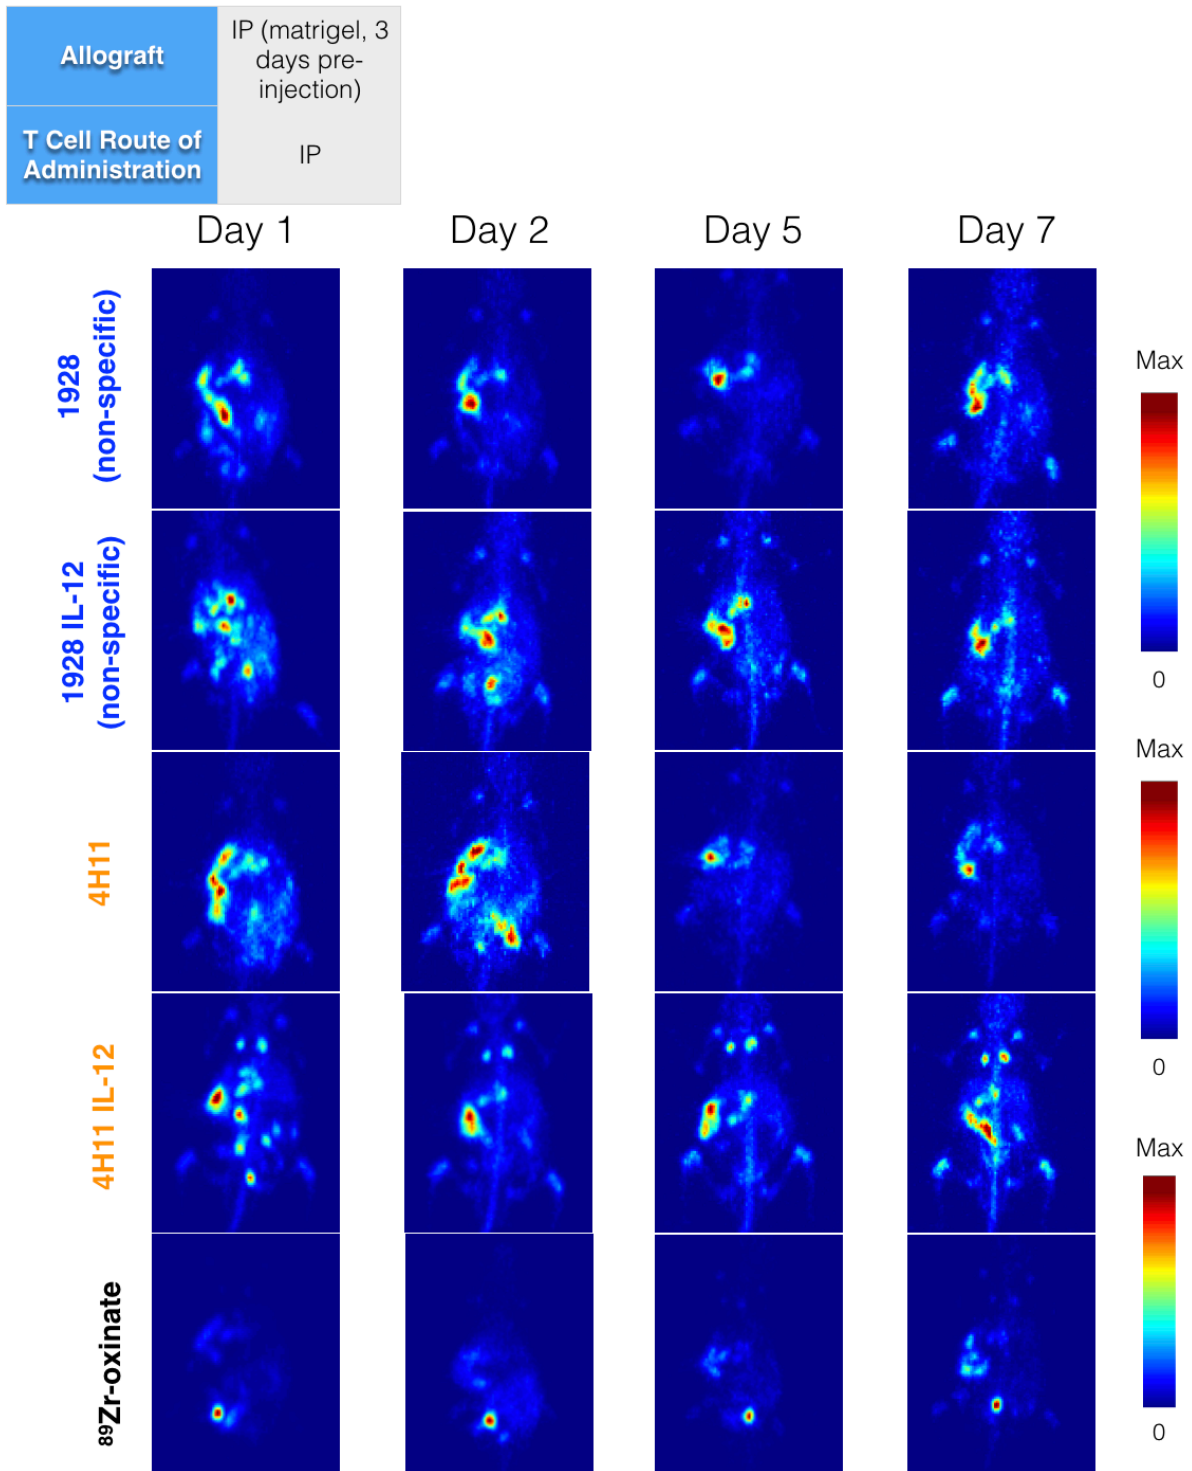 Allograft
IP (matrigel, 3
days pre-
injection)
T Cell Route of
Administration
IP
Day 1
Day 2
Day 5
Day 7
1928
(non-specific)
1928 IL-12
(non-specific)
4H11
4H11 IL-12
⁸⁹Zr-oxinate
Max
0
Max
0
Max
0